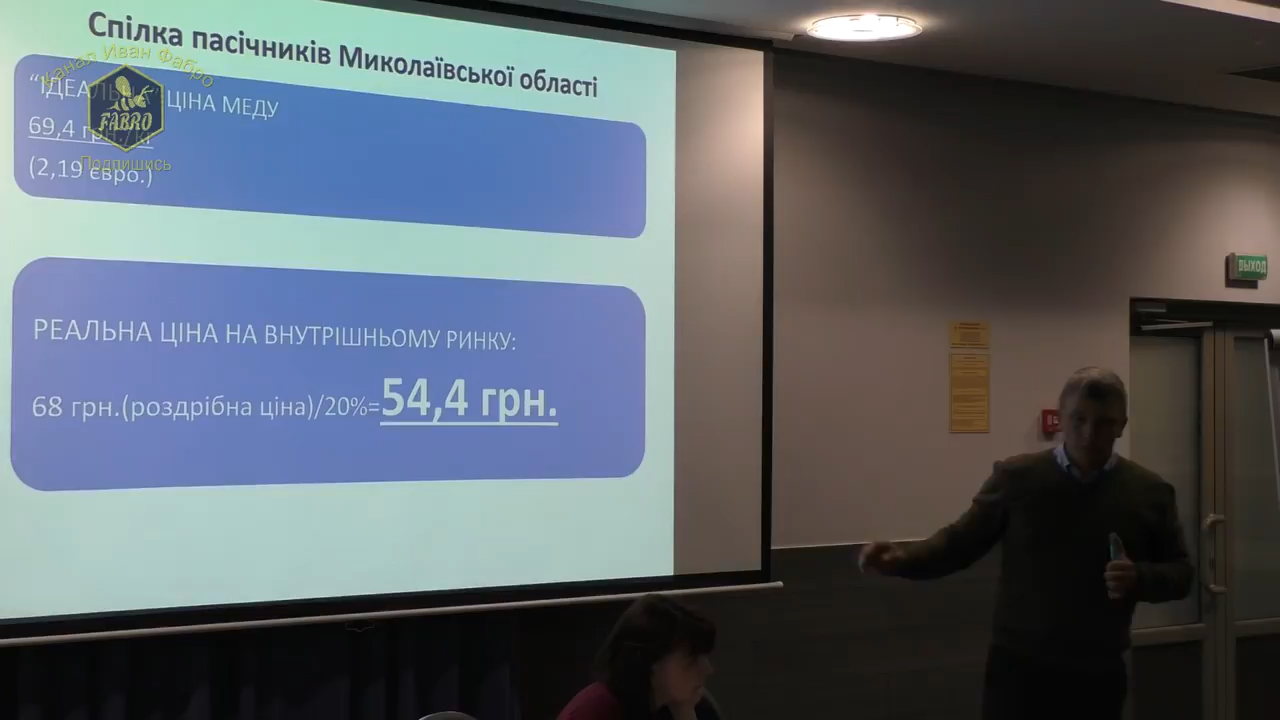 Спілка пасічників Миколаївської області
Канал Иван Фабро
FABRO
Подпишись
“ІДЕАЛЬНА” ЦІНА МЕДУ
69,4 грн./кг
(2,19 євро.)
РЕАЛЬНА ЦІНА НА ВНУТРІШНЬОМУ РИНКУ:
68 грн.(роздрібна ціна)/20%=54,4 грн.
ВЫХОД